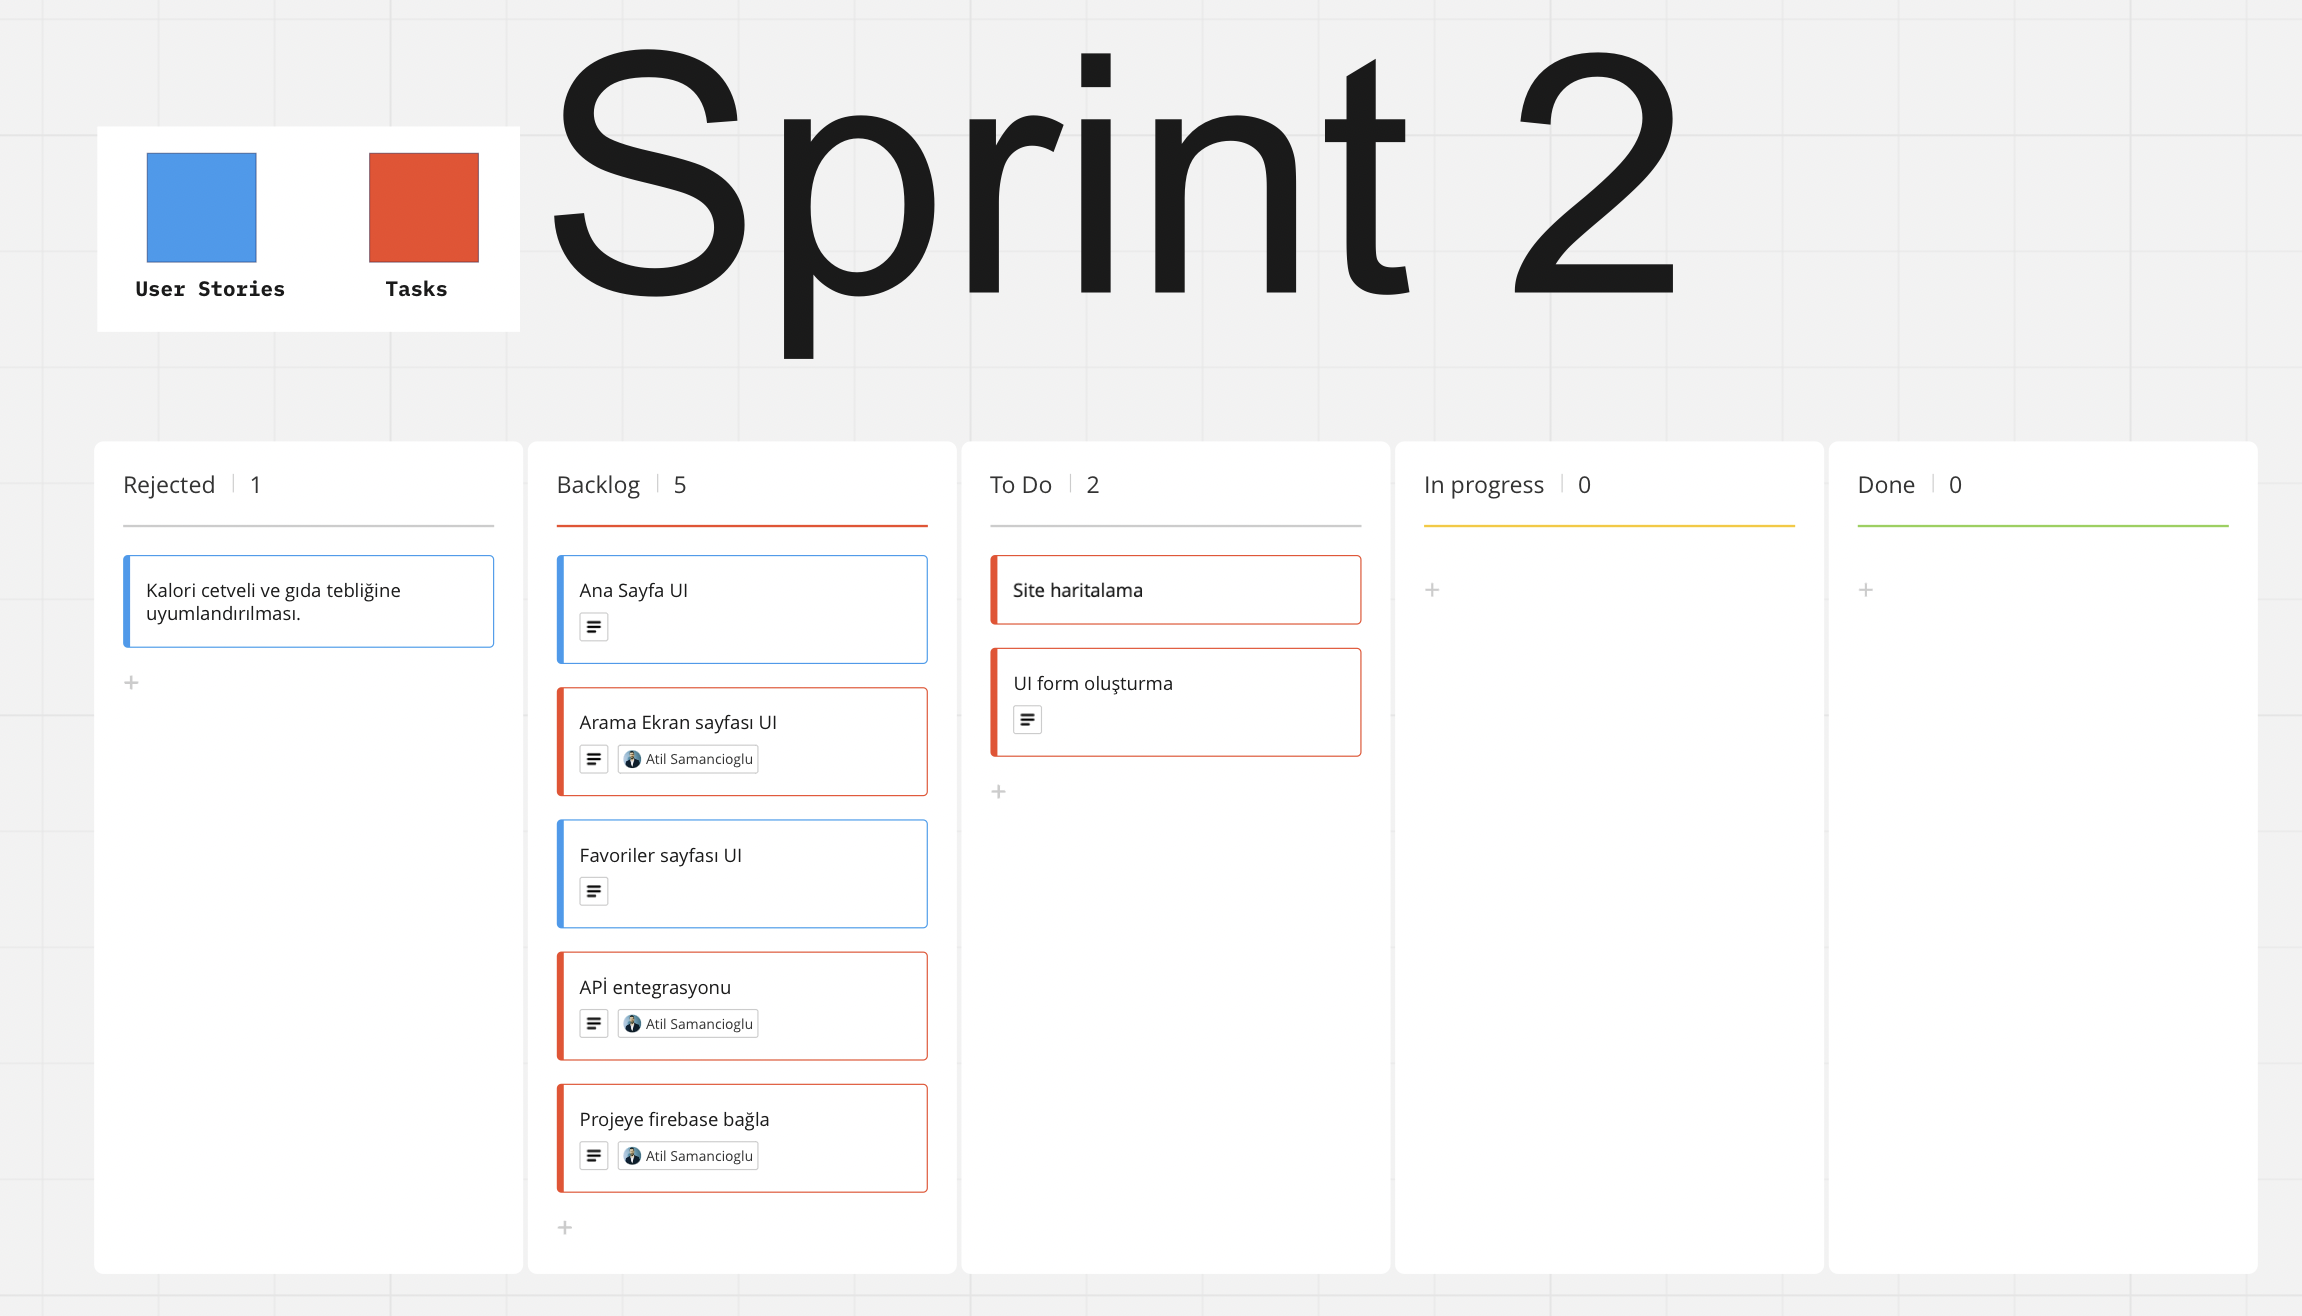 Sprint 2
User Stories
Tasks
Rejected 1
Kalori cetveli ve gıda tebliğine
uyumlandırılması.
Backlog 5
Ana Sayfa UI
Arama Ekran sayfası UI
Atil Samancioglu
Favoriler sayfası UI
APİ entegrasyonu
Atil Samancioglu
Projeye firebase bağla
Atil Samancioglu
To Do 2
Site haritalama
UI form oluşturma
In progress 0
Done 0